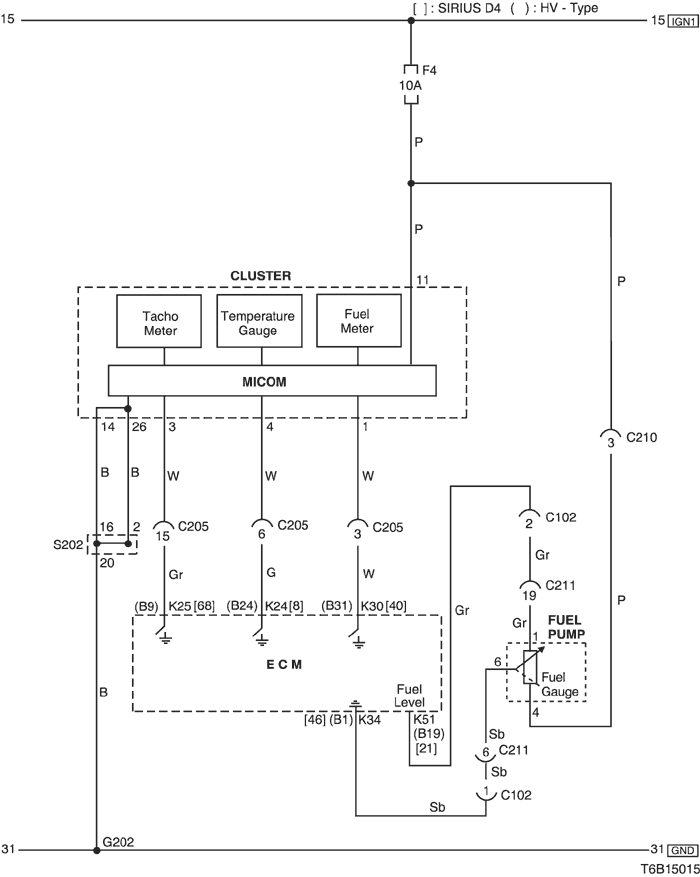 [ ] : SIRIUS D4 ( ) : HV - Type
15
15 IGN1
F4
10A
P
P
CLUSTER
11
P
Tacho
Meter
Temperature
Gauge
Fuel
Meter
MICOM
14
26
3
4
1
C210
3
B
B
W
W
W
16
2
C205
15
C205
6
C205
3
C102
2
S202
20
Gr
G
W
Gr
C211
19
(B9) K25 [68]
(B24) K24 [8]
(B31) K30 [40]
Gr
Gr
P
1
FUEL
PUMP
ECM
6
Fuel
Gauge
4
B
Fuel
Level
[46] (B1) K34
K51
(B19)
[21]
Sb
6
C211
Sb
1
C102
Sb
G202
31
31 GND
T6B15015